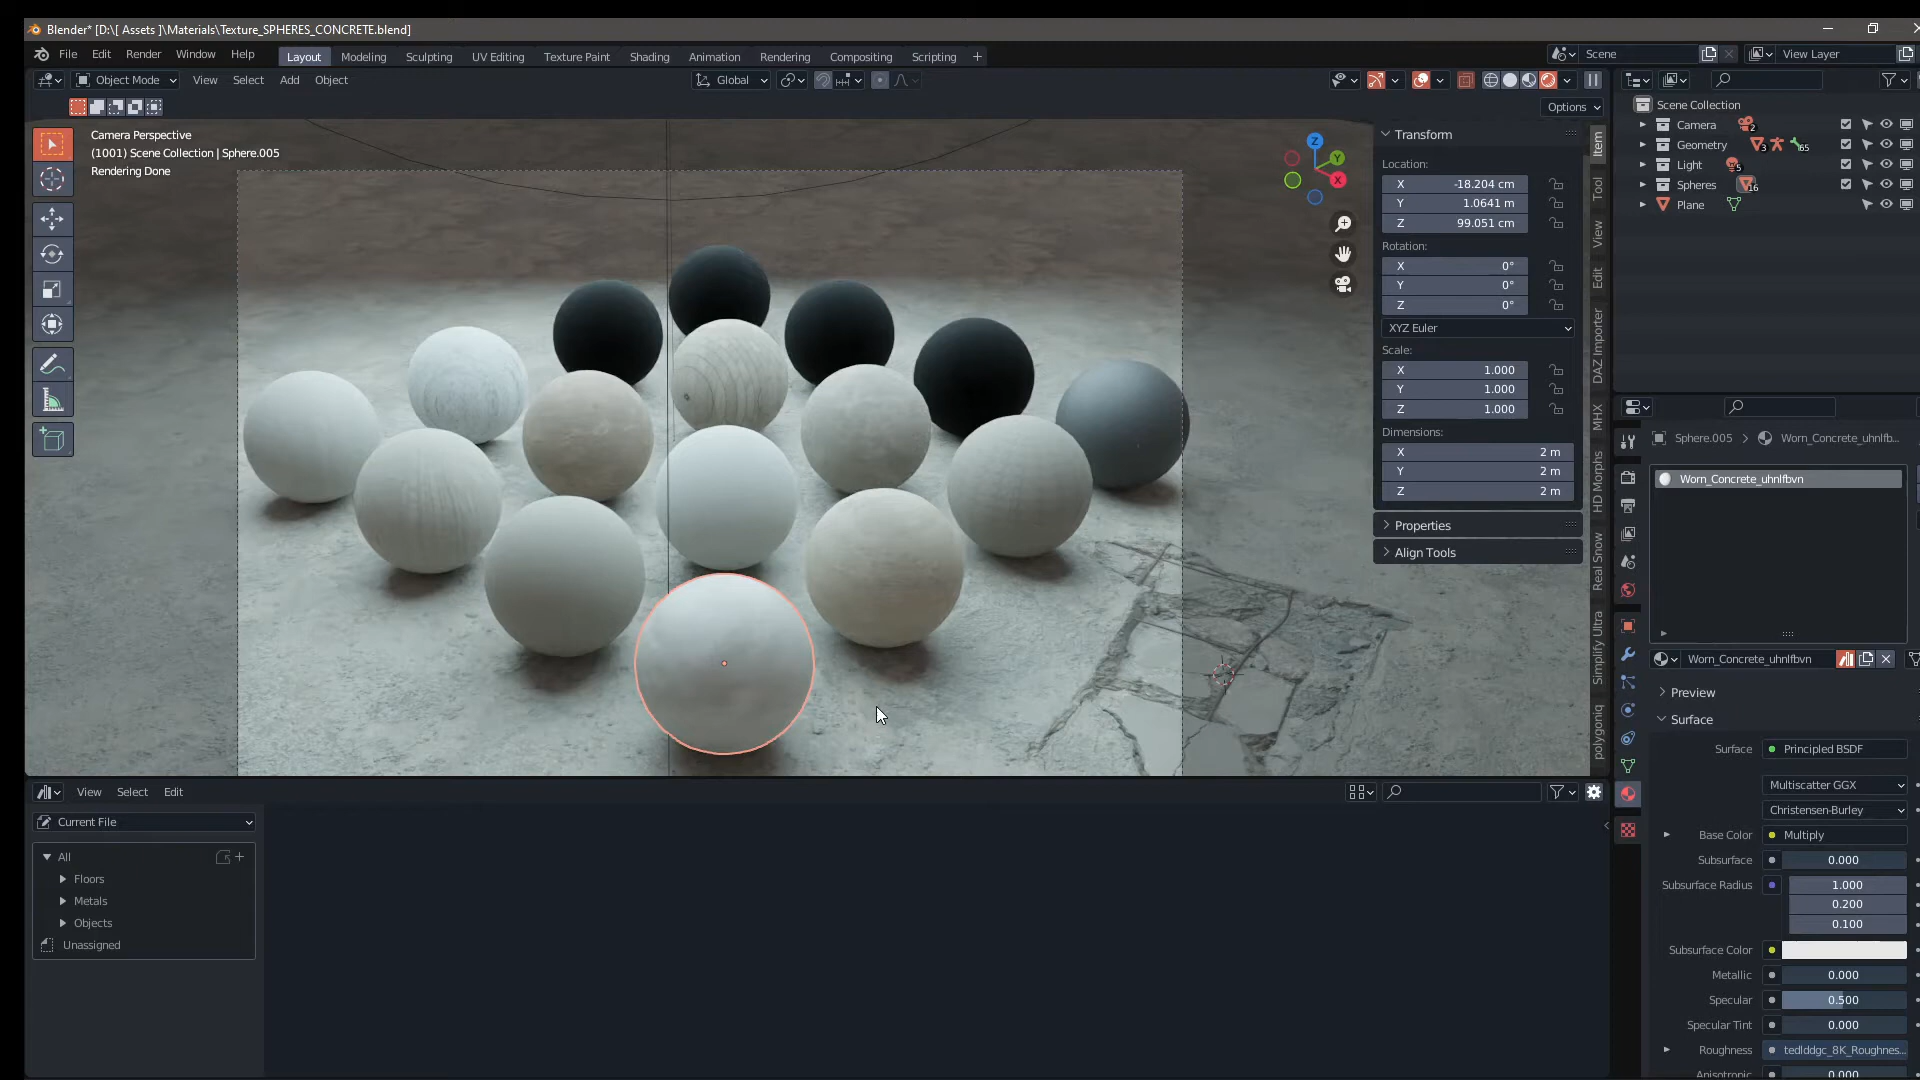 Blender* [D:\[ Assets ]\Materials\Texture_SPHERES_CONCRETE.blend]
File Edit Render Window Help Layout Modeling Sculpting UV Editing Texture Paint Shading Animation Rendering Compositing Scripting + Scene View Layer
Object Mode View Select Add Object Global
Options
Camera Perspective
(1001) Scene Collection | Sphere.005
Rendering Done
Z
Y
X
Transform
Location:
X -18.204 cm
Y 1.0641 m
Z 99.051 cm
Rotation:
X 0°
Y 0°
Z 0°
XYZ Euler
Scale:
X 1.000
Y 1.000
Z 1.000
Dimensions:
X 2 m
Y 2 m
Z 2 m
Properties
Align Tools
Item
Tool
View
Edit
DAZ Importer
MHX
HD Morphs
Real Snow
Simplify Ultra
polygoniq
Scene Collection
Camera 2
Geometry 3 65
Light 5
Spheres 16
Plane
Sphere.005 > Worn_Concrete_uhnlfb...
Worn_Concrete_uhnlfbvn
Worn_Concrete_uhnlfbvn
Preview
Surface
Surface Principled BSDF
Multiscatter GGX
Christensen-Burley
Base Color Multiply
Subsurface 0.000
Subsurface Radius 1.000
0.200
0.100
Subsurface Color
Metallic 0.000
Specular 0.500
Specular Tint 0.000
Roughness tedlddgc_8K_Roughnes...
Anisotropic 0.000
View Select Edit
Current File
All
Floors
Metals
Objects
Unassigned